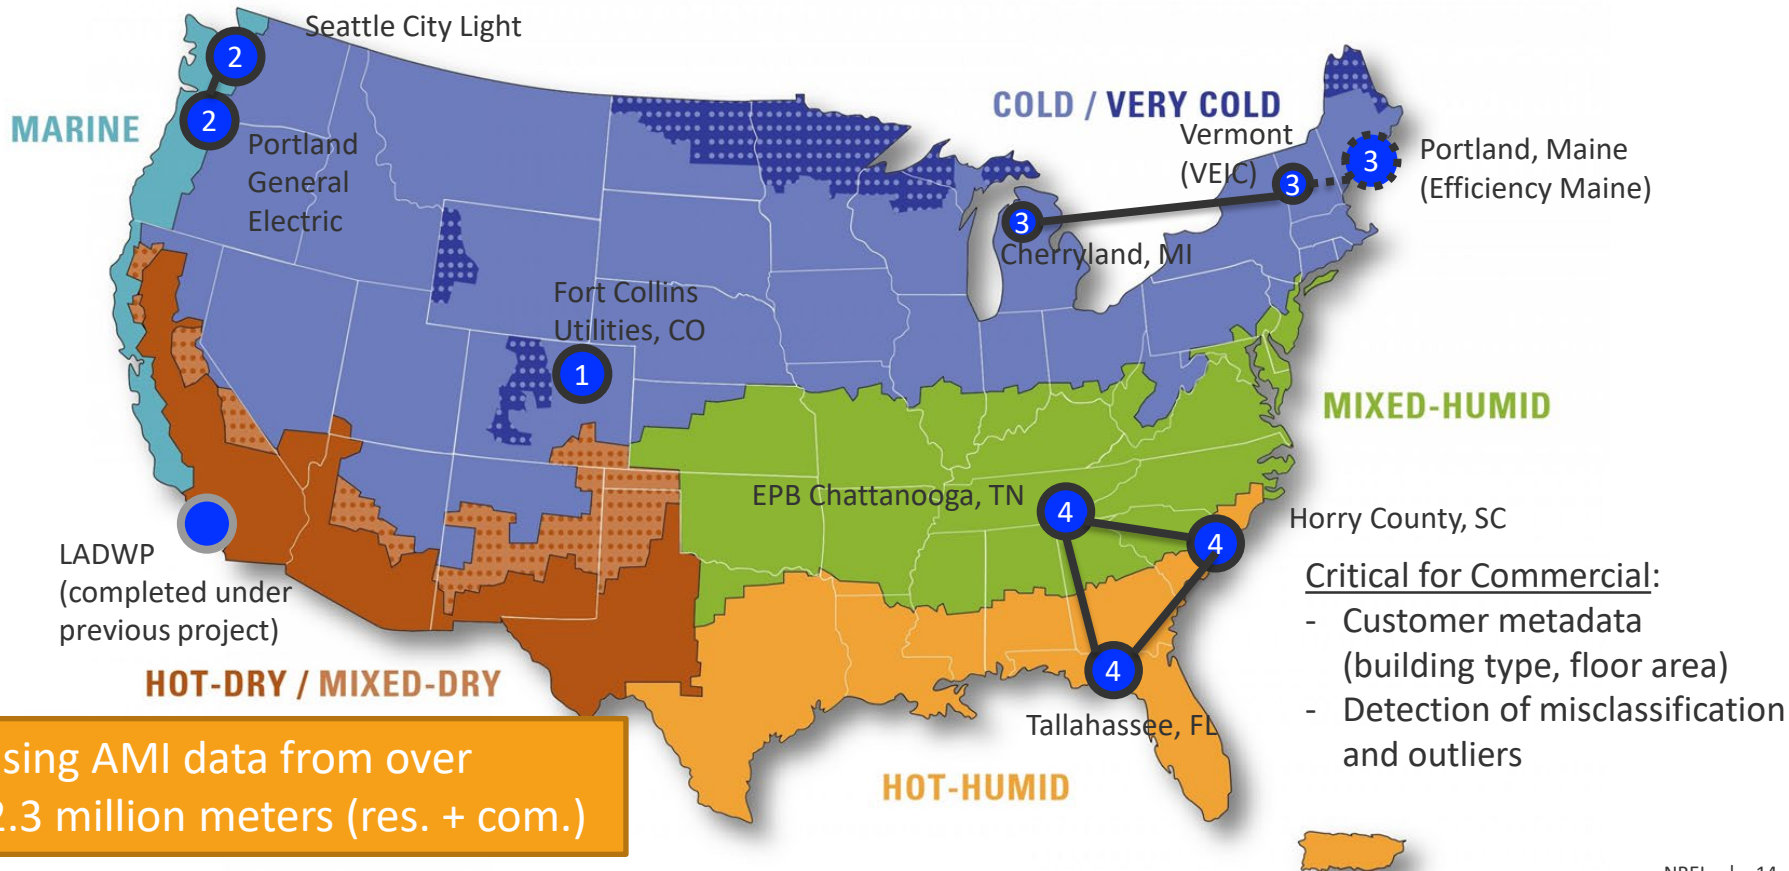 Seattle City Light
2
2
MARINE
Portland
General
Electric
COLD / VERY COLD
Vermont
(VEIC)
3
3
Portland, Maine
(Efficiency Maine)
3
Cherryland, MI
Fort Collins
Utilities, CO
1
MIXED-HUMID
EPB Chattanooga, TN
4
4
Horry County, SC
LADWP
(completed under
previous project)
HOT-DRY / MIXED-DRY
4
Tallahassee, FL
HOT-HUMID
Critical for Commercial:
- Customer metadata
(building type, floor area)
- Detection of misclassification
and outliers
sing AMI data from over
2.3 million meters (res. + com.)